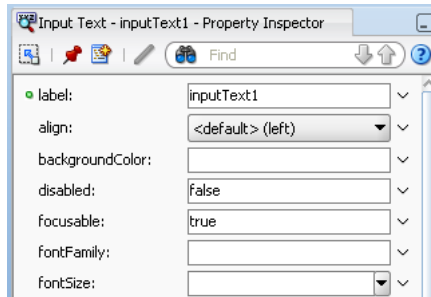 Input Text - inputText1 - Property Inspector
Find
label: inputText1
align: <default> (left)
backgroundColor:
disabled: false
focusable: true
fontFamily:
fontSize: